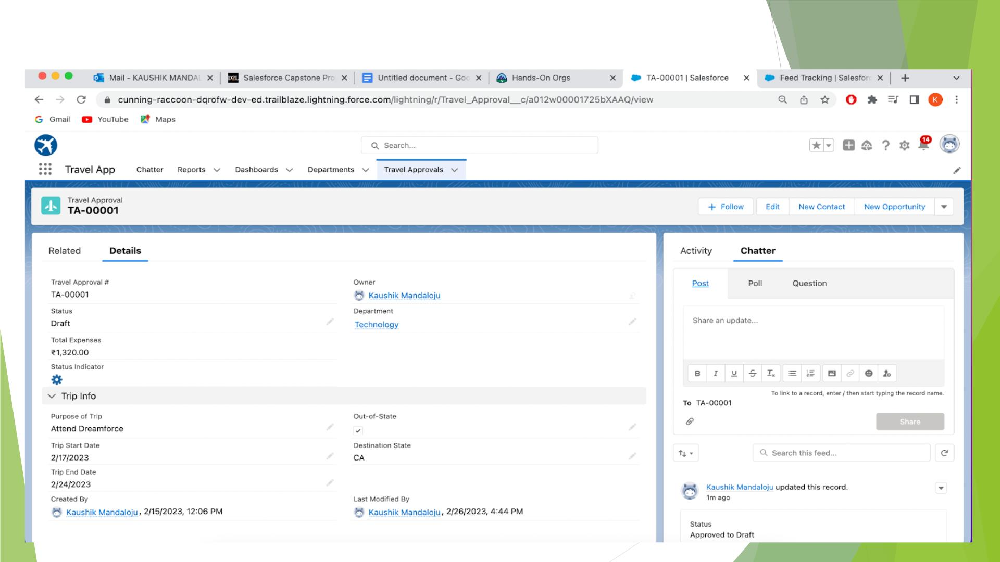 Mail - KAUSHIK MANDAL
D2L Salesforce Capstone Pro
Untitled document - Goo
Hands-On Orgs
TA-00001 | Salesforce
Feed Tracking | Salesforc
cunning-raccoon-dqrofw-dev-ed.trailblaze.lightning.force.com/lightning/r/Travel_Approval__c/a012w00001725bXAAQ/view
K
Gmail YouTube Maps
Search...
14
Travel App Chatter Reports Dashboards Departments Travel Approvals
Travel Approval
TA-00001
Follow Edit New Contact New Opportunity
Related Details
Travel Approval #
TA-00001
Owner
Kaushik Mandaloju
Status
Draft
Department
Technology
Total Expenses
₹1,320.00
Status Indicator
Trip Info
Purpose of Trip
Attend Dreamforce
Out-of-State
Trip Start Date
2/17/2023
Destination State
CA
Trip End Date
2/24/2023
Created By
Kaushik Mandaloju, 2/15/2023, 12:06 PM
Last Modified By
Kaushik Mandaloju, 2/26/2023, 4:44 PM
Activity Chatter
Post Poll Question
Share an update...
B I U S Tx
To link to a record, enter / then start typing the record name.
To TA-00001
Share
Search this feed...
Kaushik Mandaloju updated this record.
1m ago
Status
Approved to Draft